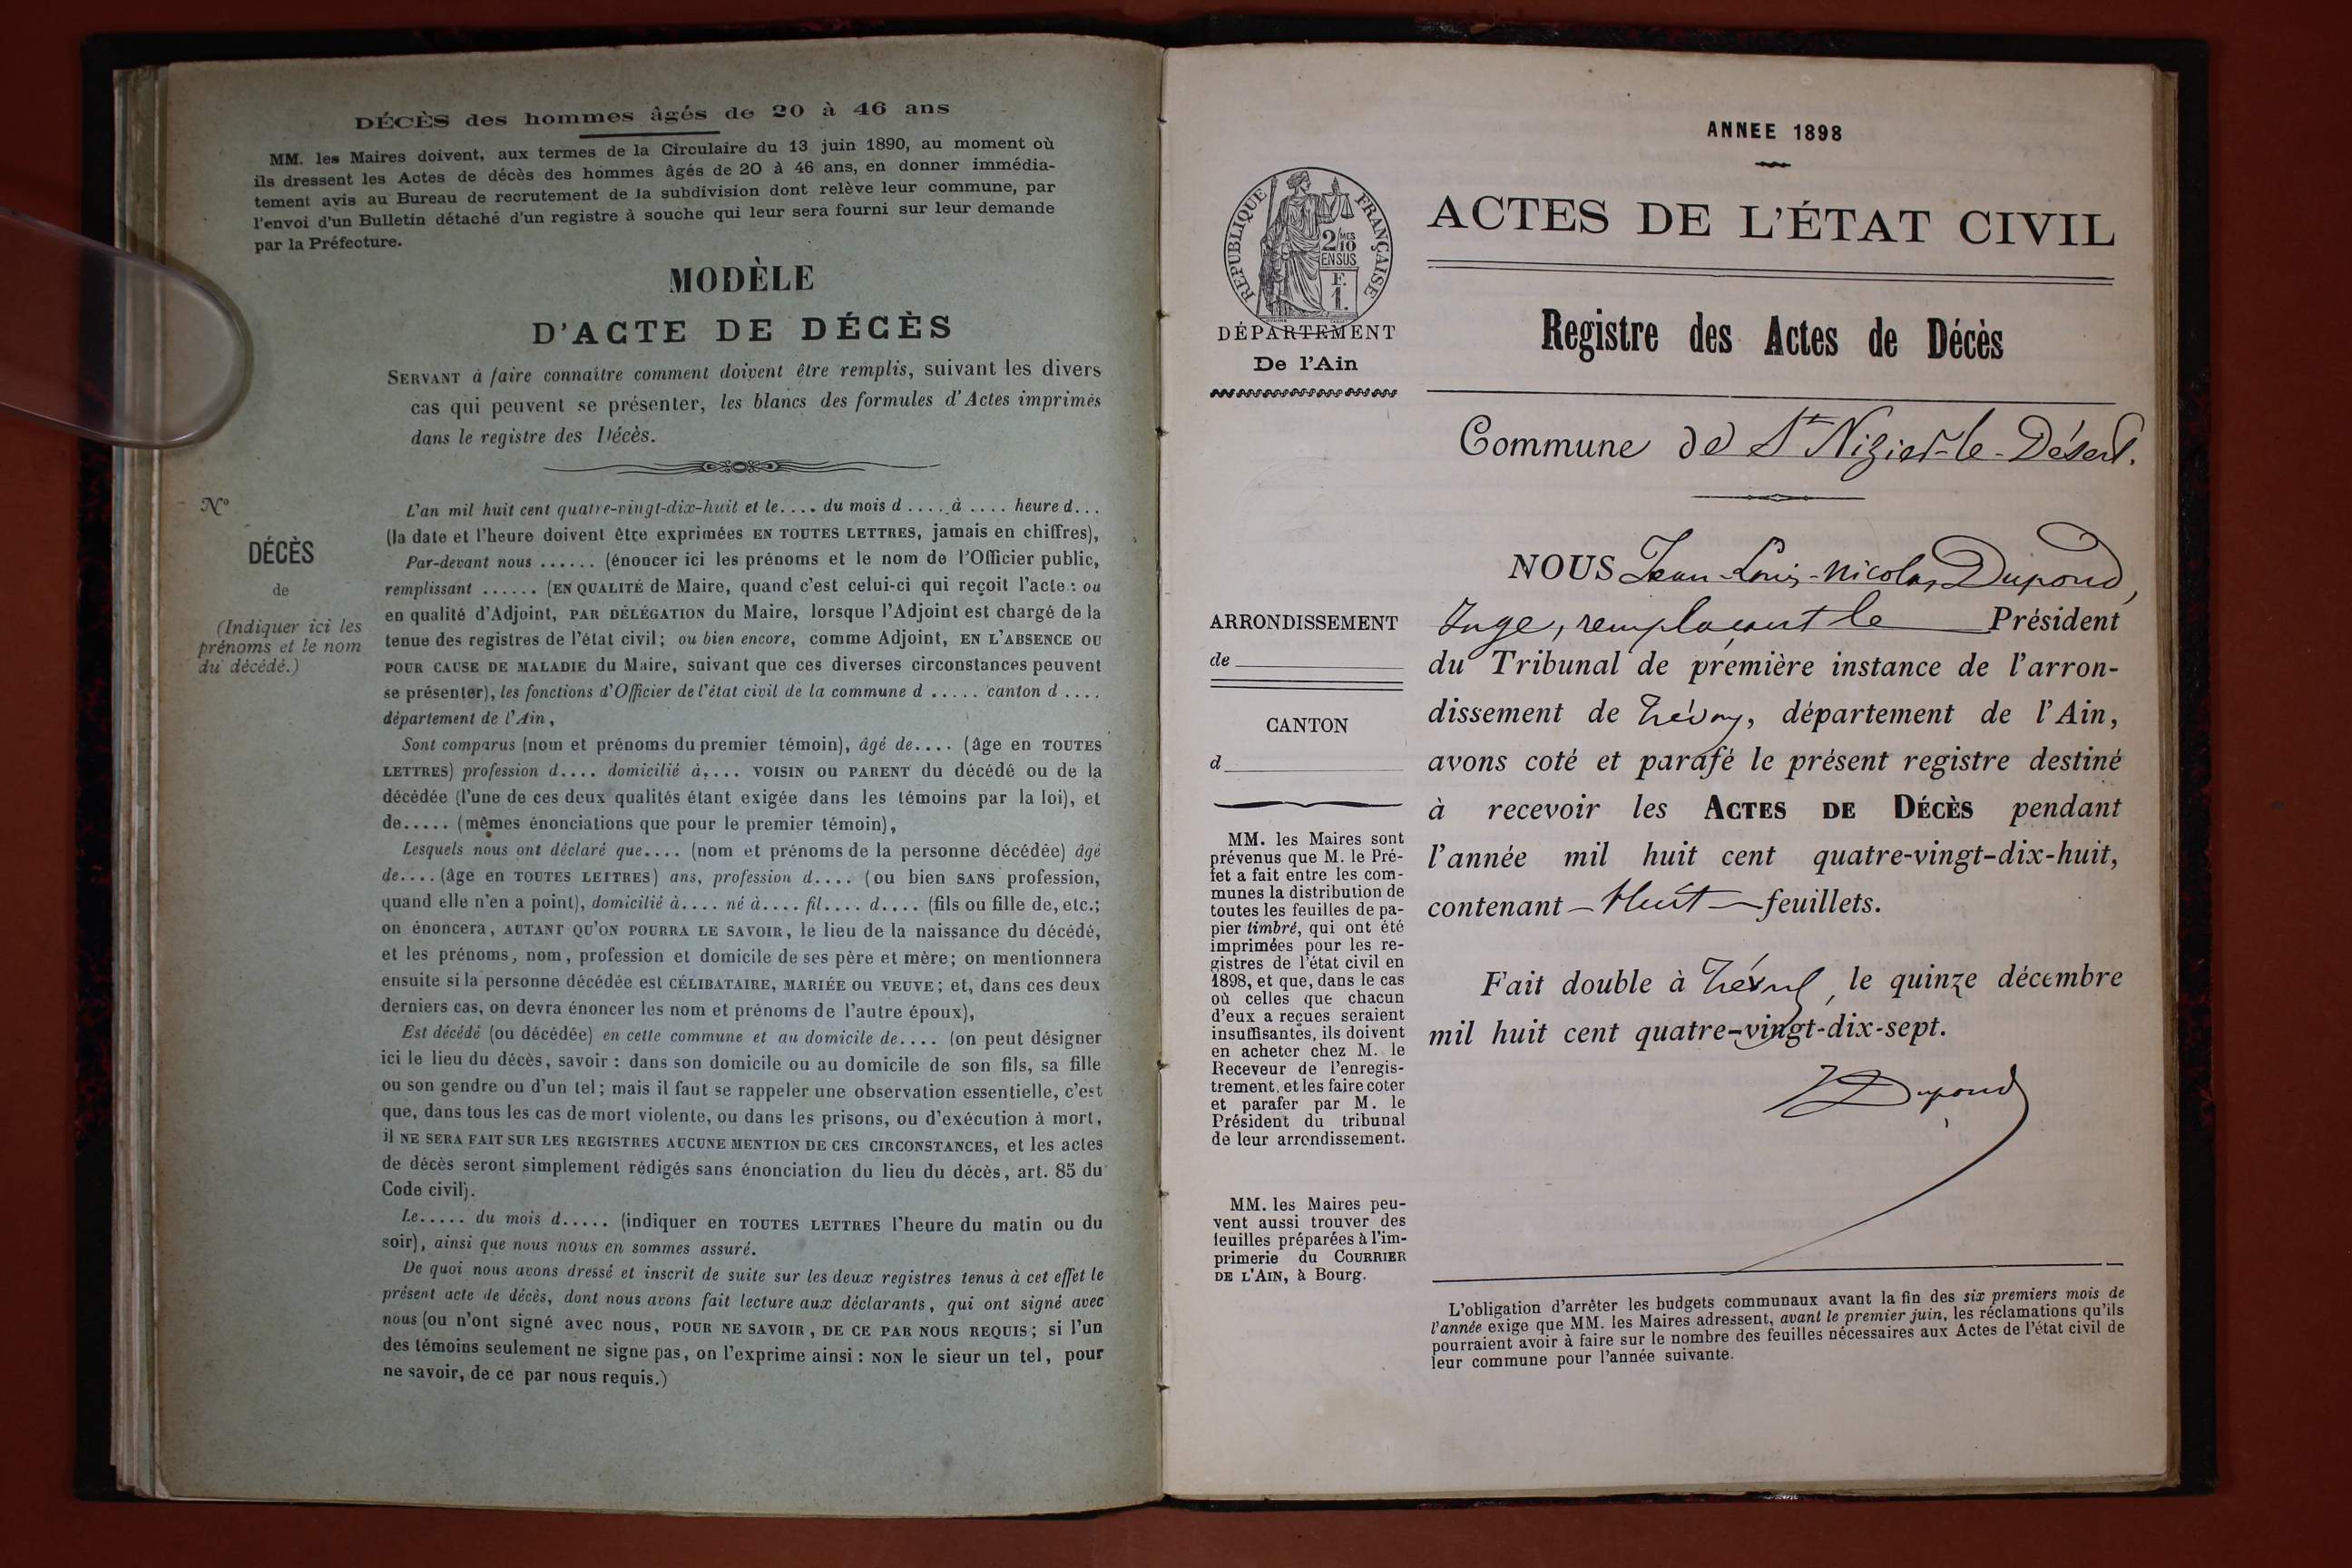 DÉCÈS des hommes âgés de 20 à 46 ans
MM. les Maires doivent, aux termes de la Circulaire du 13 juin 1890, au moment où
ils dressent les Actes de décès des hommes âgés de 20 à 46 ans, en donner immédia-
tement avis au Bureau de recrutement de la subdivision dont relève leur commune, par
l'envoi d'un Bulletin détaché d'un registre à souche qui leur sera fourni sur leur demande
par la Préfecture.
MODÈLE
D'ACTE DE DÉCÈS
SERVANT à faire connaître comment doivent être remplis, suivant les divers
cas qui peuvent se présenter, les blancs des formules d'Actes imprimés
dans le registre des Décès.
N°
DÉCÈS
de
(Indiquer ici les
prénoms et le nom
du décédé.)
L'an mil huit cent quatre-vingt-dix-huit et le.... du mois d .... à .... heure d...
(la date et l'heure doivent être exprimées EN TOUTES LETTRES, jamais en chiffres),
Par-devant nous ...... (énoncer ici les prénoms et le nom de l'Officier public,
remplissant ...... (EN QUALITÉ de Maire, quand c'est celui-ci qui reçoit l'acte : ou
en qualité d'Adjoint, PAR DÉLÉGATION du Maire, lorsque l'Adjoint est chargé de la
tenue des registres de l'état civil; ou bien encore, comme Adjoint, EN L'ABSENCE OU
POUR CAUSE DE MALADIE du Maire, suivant que ces diverses circonstances peuvent
se présenter), les fonctions d'Officier de l'état civil de la commune d ..... canton d ....
département de l'Ain,
Sont comparus (nom et prénoms du premier témoin), âgé de.... (âge en TOUTES
LETTRES) profession d.... domicilié à.... VOISIN OU PARENT du décédé ou de la
décédée (l'une de ces deux qualités étant exigée dans les témoins par la loi), et
de..... (mêmes énonciations que pour le premier témoin),
Lesquels nous ont déclaré que.... (nom et prénoms de la personne décédée) âgé
de.... (âge en TOUTES LETTRES) ans, profession d.... (ou bien SANS profession,
quand elle n'en a point), domicilié à.... né à.... fil.... d.... (fils ou fille de, etc.;
on énoncera, AUTANT QU'ON POURRA LE SAVOIR, le lieu de la naissance du décédé,
et les prénoms, nom, profession et domicile de ses père et mère; on mentionnera
ensuite si la personne décédée est CÉLIBATAIRE, MARIÉE OU VEUVE; et, dans ces deux
derniers cas, on devra énoncer les nom et prénoms de l'autre époux),
Est décédé (ou décédée) en cette commune et au domicile de.... (on peut désigner
ici le lieu du décès, savoir : dans son domicile ou au domicile de son fils, sa fille
ou son gendre ou d'un tel; mais il faut se rappeler une observation essentielle, c'est
que, dans tous les cas de mort violente, ou dans les prisons, ou d'exécution à mort,
il NE SERA FAIT SUR LES REGISTRES AUCUNE MENTION DE CES CIRCONSTANCES, et les actes
de décès seront simplement rédigés sans énonciation du lieu du décès, art. 85 du
Code civil).
Le..... du mois d..... (indiquer en TOUTES LETTRES l'heure du matin ou du
soir), ainsi que nous nous en sommes assuré.
De quoi nous avons dressé et inscrit de suite sur les deux registres tenus à cet effet le
présent acte de décès, dont nous avons fait lecture aux déclarants, qui ont signé avec
nous (ou n'ont signé avec nous, POUR NE SAVOIR, DE CE PAR NOUS REQUIS; si l'un
des témoins seulement ne signe pas, on l'exprime ainsi : NON le sieur un tel, pour
ne savoir, de ce par nous requis.)
ANNEE 1898
RÉPUBLIQUE FRANÇAISE
2/MES
10
EN SUS
F.
1.
DÉPARTEMENT
De l'Ain
ARRONDISSEMENT
de
CANTON
d
MM. les Maires sont
prévenus que M. le Pré-
fet a fait entre les com-
munes la distribution de
toutes les feuilles de pa-
pier timbré, qui ont été
imprimées pour les re-
gistres de l'état civil en
1898, et que, dans le cas
où celles que chacun
d'eux a reçues seraient
insuffisantes, ils doivent
en acheter chez M. le
Receveur de l'enregis-
trement, et les faire coter
et parafer par M. le
Président du tribunal
de leur arrondissement.
MM. les Maires peu-
vent aussi trouver des
feuilles préparées à l'im-
primerie du COURRIER
DE L'AIN, à Bourg.
ACTES DE L'ÉTAT CIVIL
Registre des Actes de Décès
Commune de St Nizier-le-Désert.
NOUS Jean-Louis-Nicolas Dupond,
Juge, remplaçant le Président
du Tribunal de première instance de l'arron-
dissement de Trévoux, département de l'Ain,
avons coté et parafé le présent registre destiné
à recevoir les ACTES DE DÉCÈS pendant
l'année mil huit cent quatre-vingt-dix-huit,
contenant — Huit — feuillets.
Fait double à Trévoux, le quinze décembre
mil huit cent quatre-vingt-dix-sept.
Dupond
L'obligation d'arrêter les budgets communaux avant la fin des six premiers mois de
l'année exige que MM. les Maires adressent, avant le premier juin, les réclamations qu'ils
pourraient avoir à faire sur le nombre des feuilles nécessaires aux Actes de l'état civil de
leur commune pour l'année suivante.